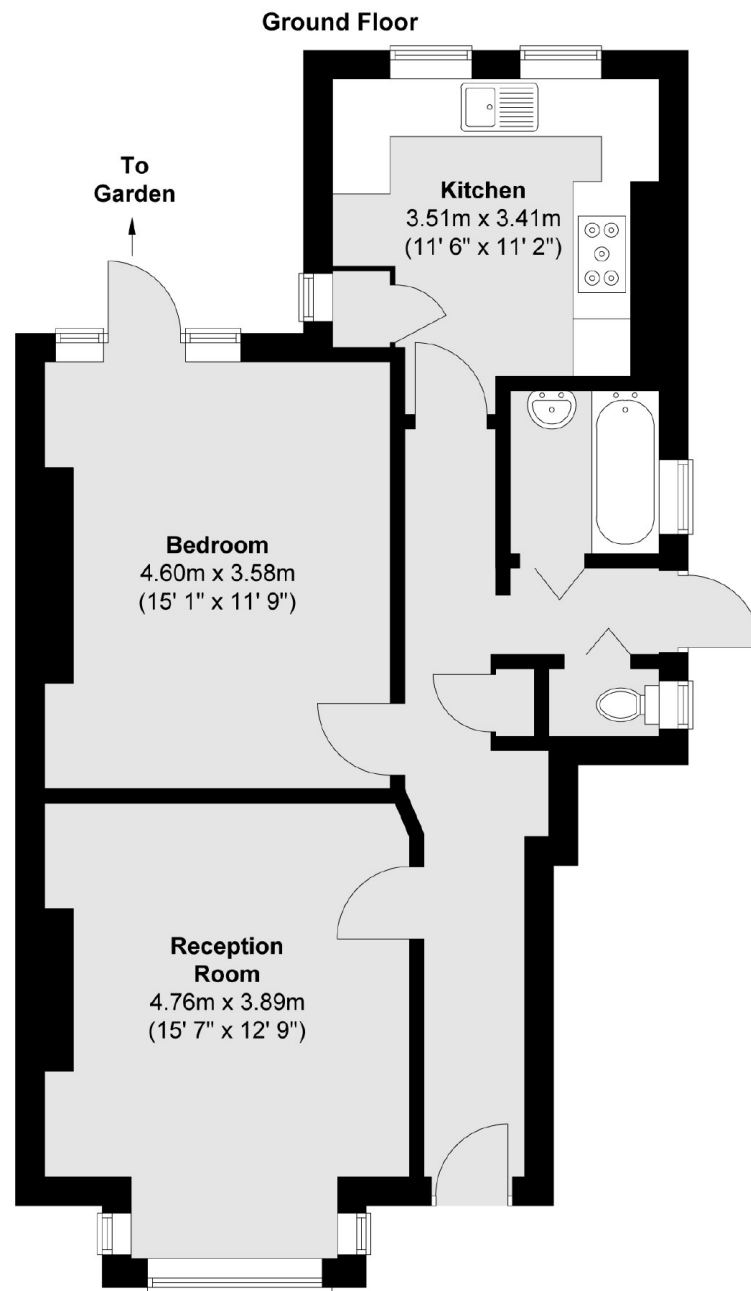 Ground Floor
To
Garden
Kitchen
3.51m x 3.41m
(11' 6" x 11' 2")
Bedroom
4.60m x 3.58m
(15' 1" x 11' 9")
Reception
Room
4.76m x 3.89m
(15' 7" x 12' 9")